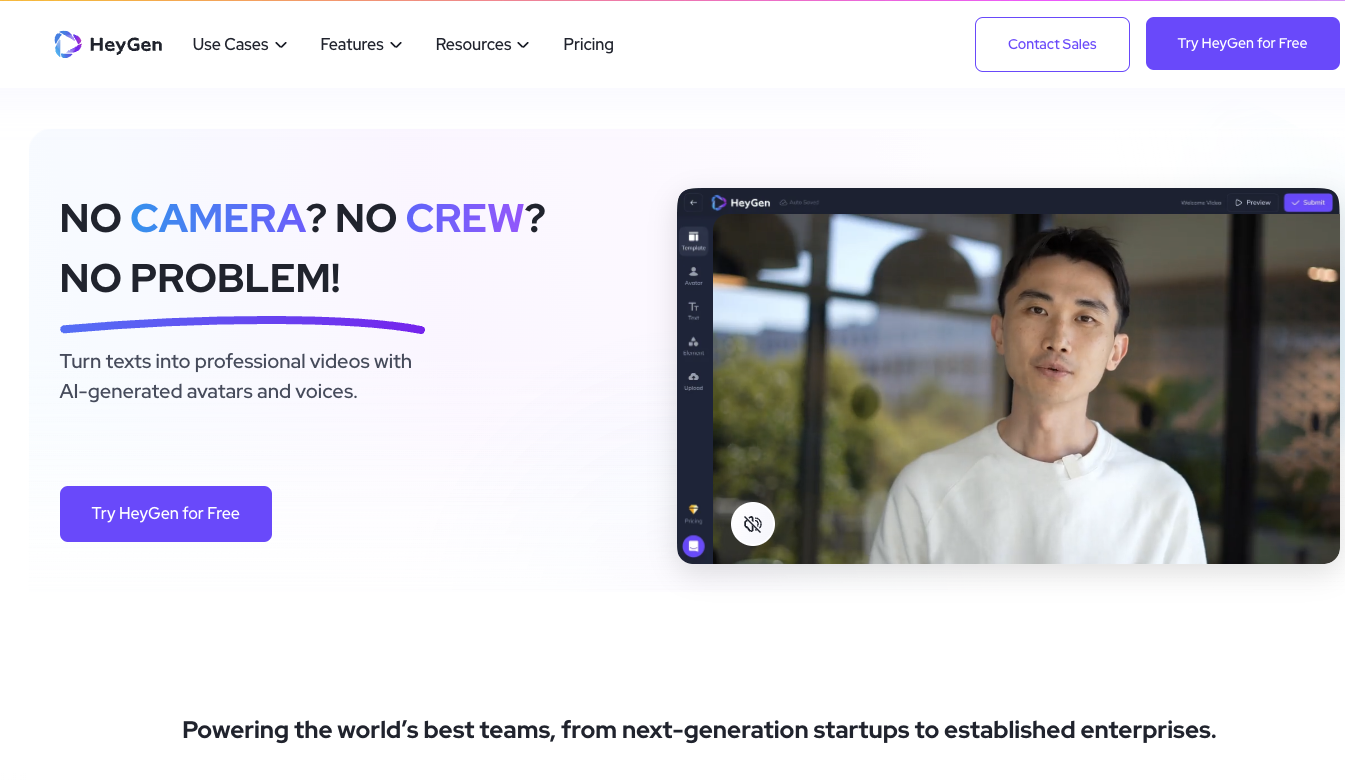 HeyGen
Use Cases
Features
Resources
Pricing
Contact Sales
Try HeyGen for Free
NO CAMERA? NO CREW?
NO PROBLEM!
Turn texts into professional videos with
AI-generated avatars and voices.
Try HeyGen for Free
HeyGen
Auto Saved
Welcome Video
Preview
Submit
Template
Avatar
Text
Element
Upload
Pricing
Powering the world’s best teams, from next-generation startups to established enterprises.